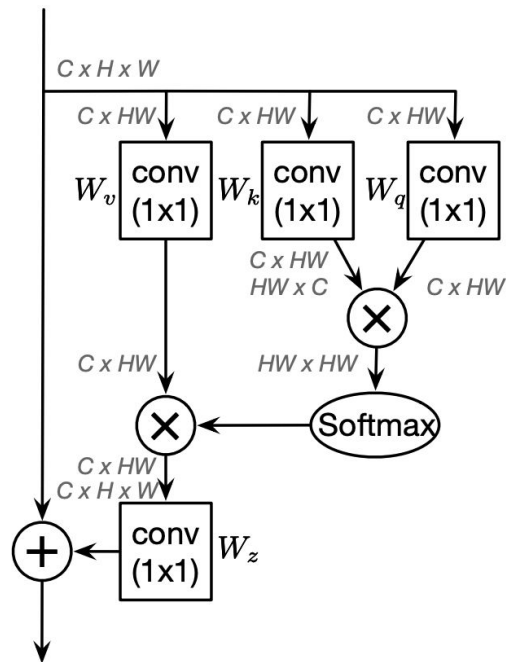 C x H x W
C x HW
C x HW
C x HW
W_v
conv
(1x1)
W_k
conv
(1x1)
W_q
conv
(1x1)
C x HW
HW x C
C x HW
×
C x HW
HW x HW
×
Softmax
C x HW
C x H x W
+
conv
(1x1)
W_z